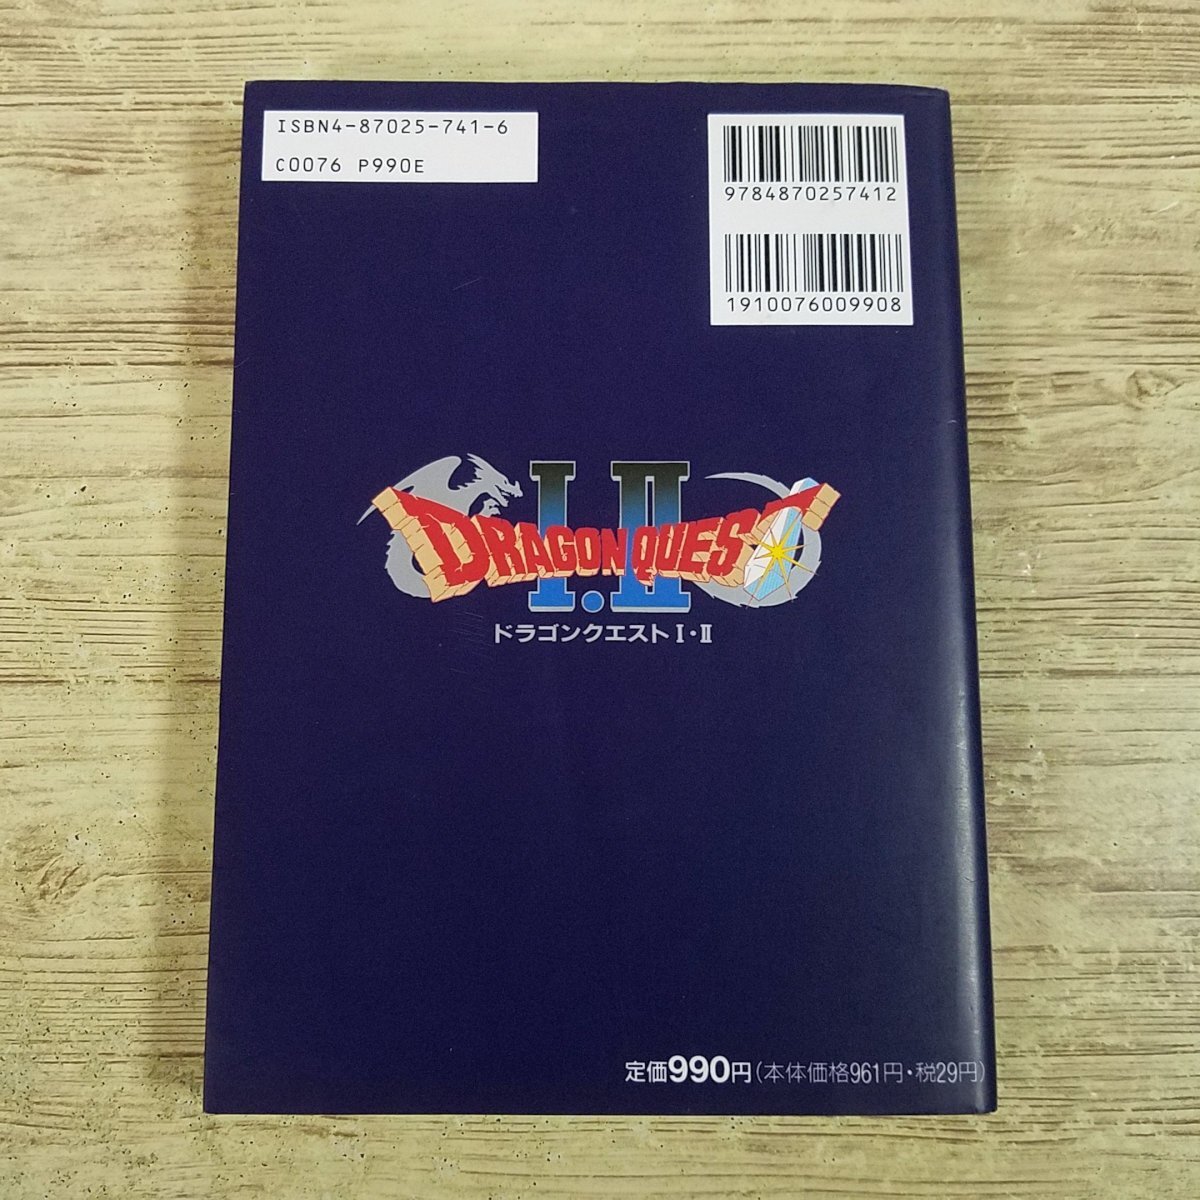 ISBN4-87025-741-6
C0076 P990E
9784870257412
1910076009908
I・II
DRAGON QUEST
ドラゴンクエストI・II
定価990円(本体価格961円・税29円)